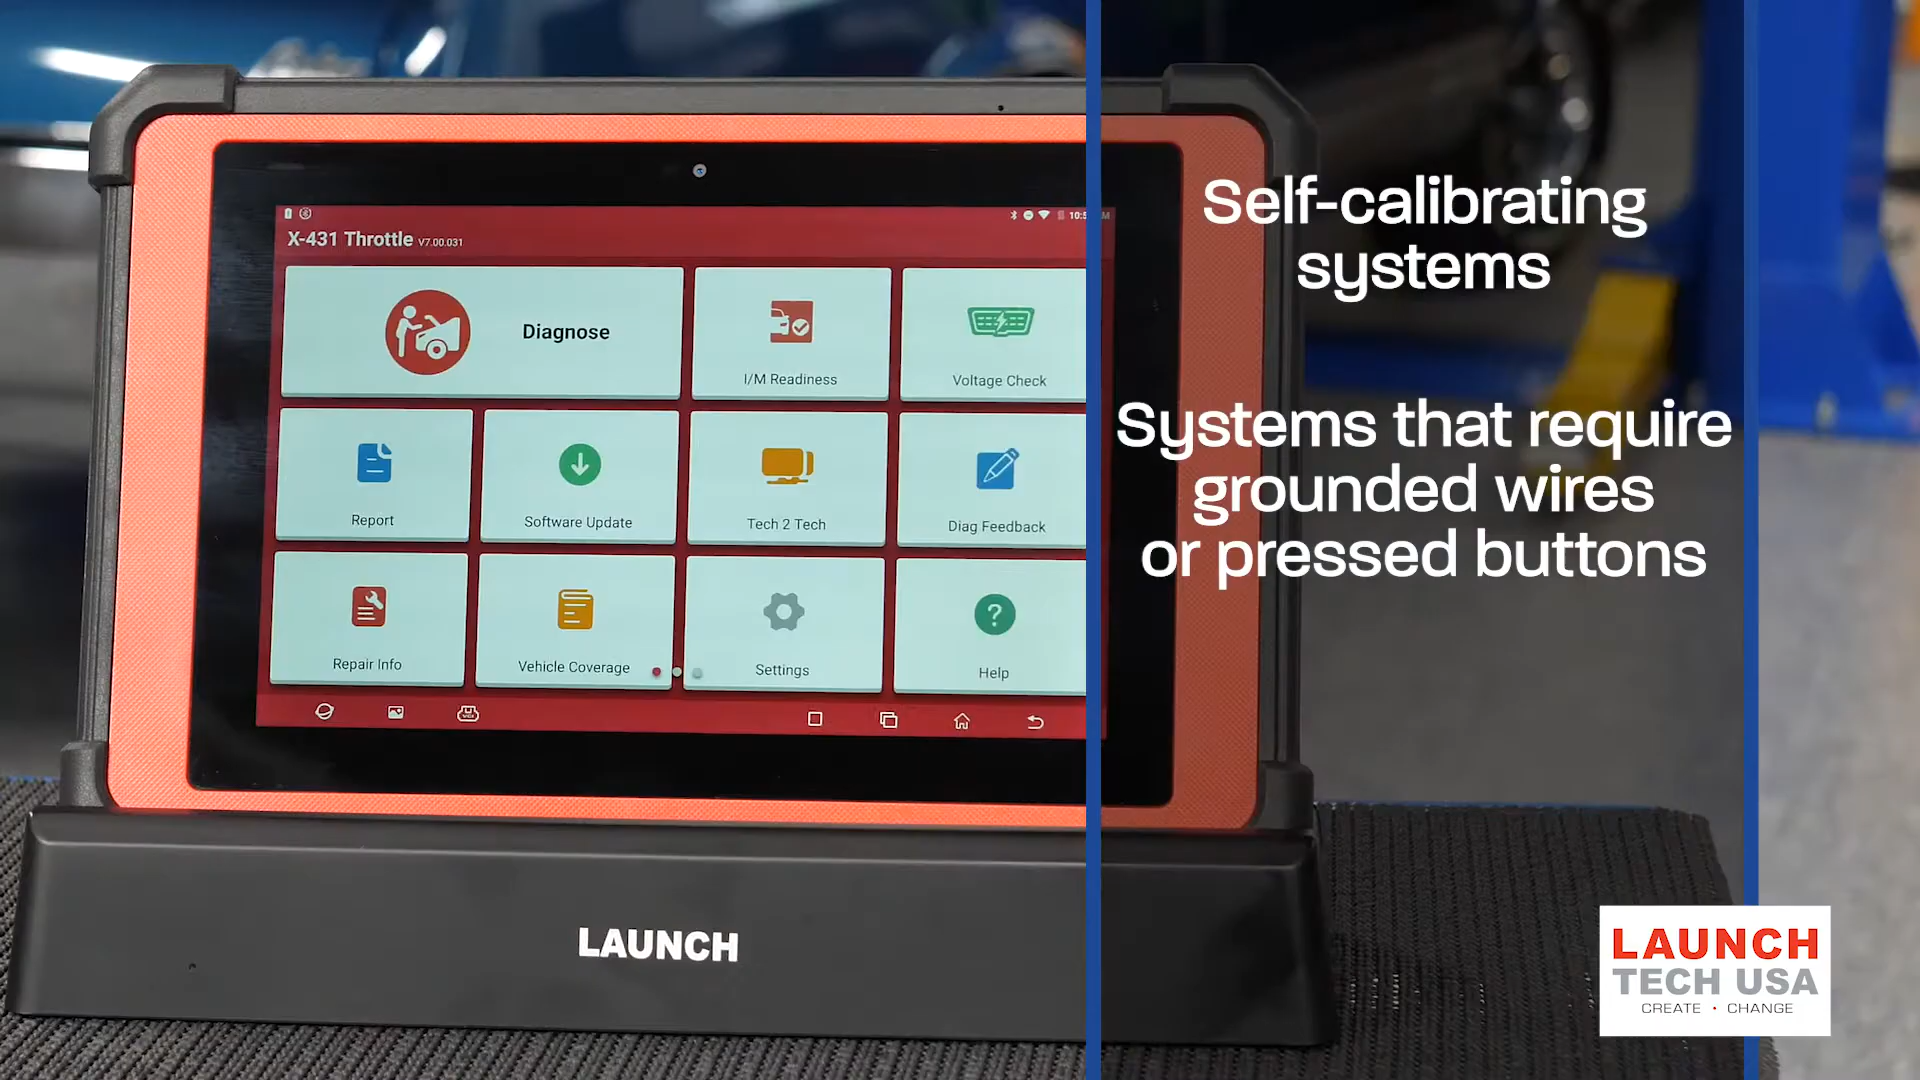 10:5
X-431 Throttle V7.00.031
Diagnose
I/M Readiness
Voltage Check
Report
Software Update
Tech 2 Tech
Diag Feedback
Repair Info
Vehicle Coverage
Settings
Help
LAUNCH
Self-calibrating
systems
Systems that require
grounded wires
or pressed buttons
LAUNCH
TECH USA
CREATE • CHANGE